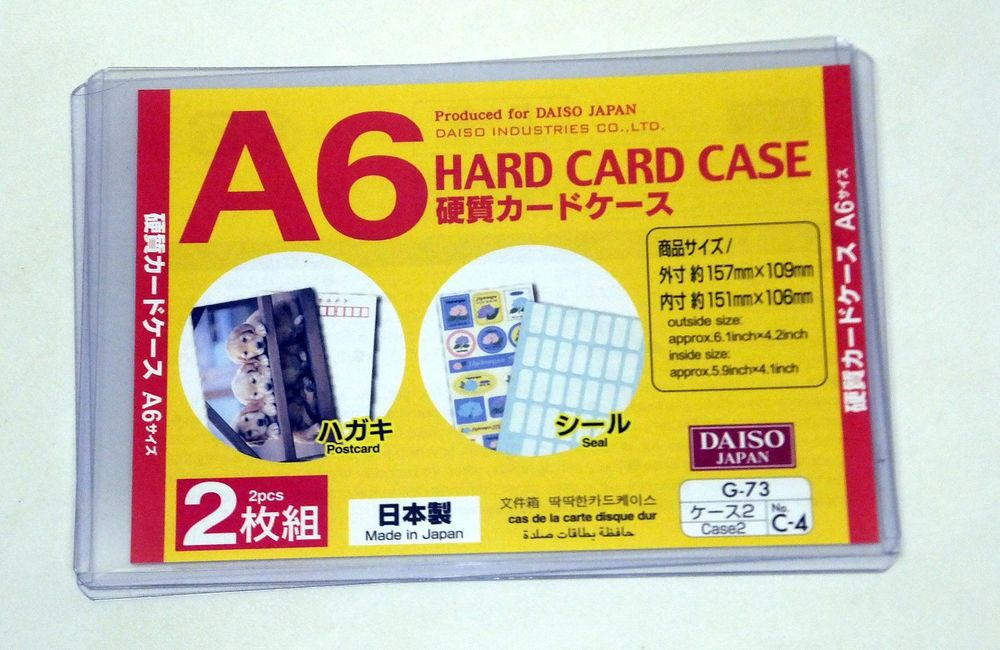 A6
Produced for DAISO JAPAN
DAISO INDUSTRIES CO.,LTD.
HARD CARD CASE
硬質カードケース
硬質カードケース A6サイズ
硬質カードケース A6サイズ
商品サイズ/
外寸 約157mm×109mm
内寸 約151mm×106mm
outside size:
approx.6.1inch×4.2inch
inside size:
approx.5.9inch×4.1inch
ハガキ
Postcard
シール
Seal
DAISO
JAPAN
2pcs
2枚組
日本製
Made in Japan
文件箱 딱딱한카드케이스
cas de la carte disque dur
حافظة بطاقات صلادة
G-73
ケース2
Case2
No.
C-4